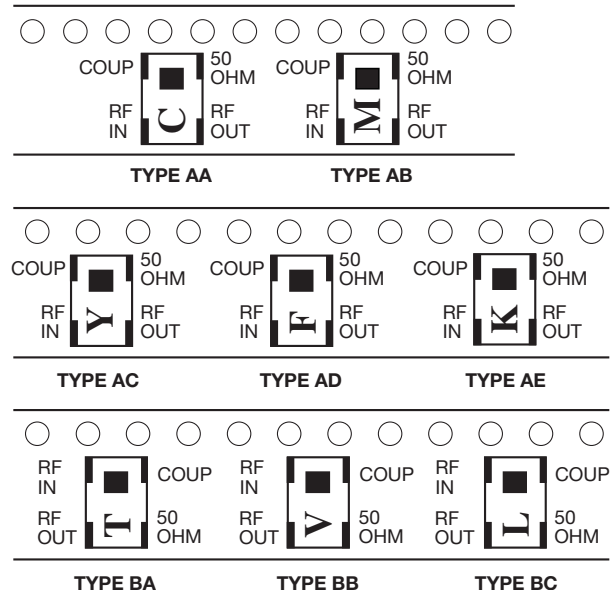 COUP 50 OHM COUP 50 OHM
RF IN C RF OUT RF IN M RF OUT
TYPE AA TYPE AB
COUP 50 OHM COUP 50 OHM COUP 50 OHM
RF IN Y RF OUT RF IN F RF OUT RF IN K RF OUT
TYPE AC TYPE AD TYPE AE
RF IN COUP RF IN COUP RF IN COUP
RF OUT T 50 OHM RF OUT V 50 OHM RF OUT L 50 OHM
TYPE BA TYPE BB TYPE BC